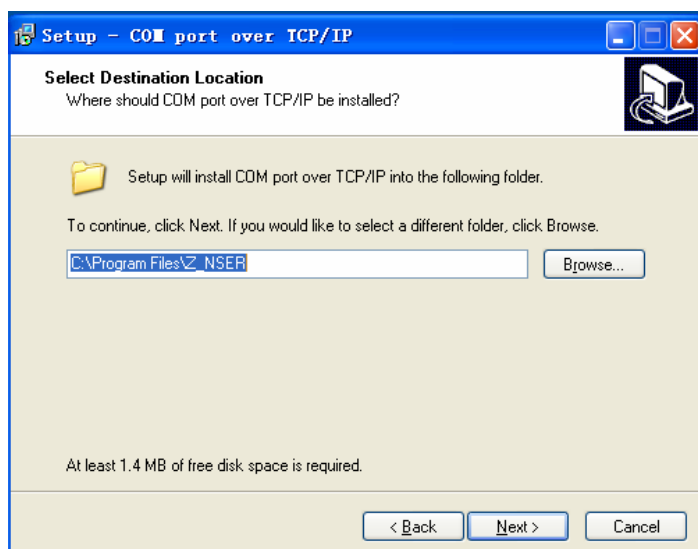 Setup - COM port over TCP/IP
Select Destination Location
Where should COM port over TCP/IP be installed?
Setup will install COM port over TCP/IP into the following folder.
To continue, click Next. If you would like to select a different folder, click Browse.
C:\Program Files\Z_NSER
Browse...
At least 1.4 MB of free disk space is required.
< Back
Next >
Cancel